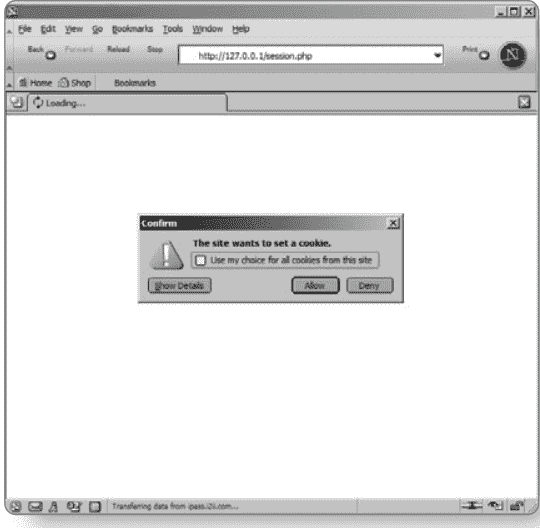 File Edit View Go Bookmarks Tools Window Help
Back Forward Reload Stop http://127.0.0.1/session.php Print
Home Shop Bookmarks
Loading...
Confirm
The site wants to set a cookie.
Use my choice for all cookies from this site
Show Details Allow Deny
Transferring data from